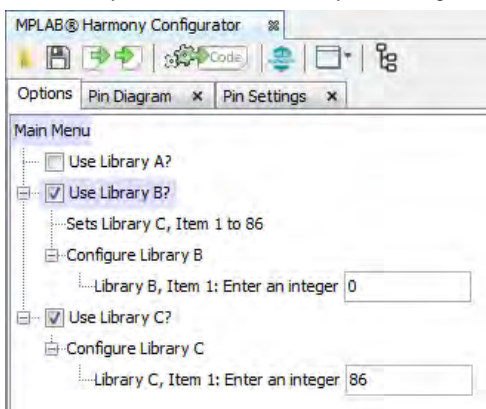 MPLAB® Harmony Configurator
Code
Options Pin Diagram Pin Settings
Main Menu
Use Library A?
Use Library B?
Sets Library C, Item 1 to 86
Configure Library B
Library B, Item 1: Enter an integer 0
Use Library C?
Configure Library C
Library C, Item 1: Enter an integer 86